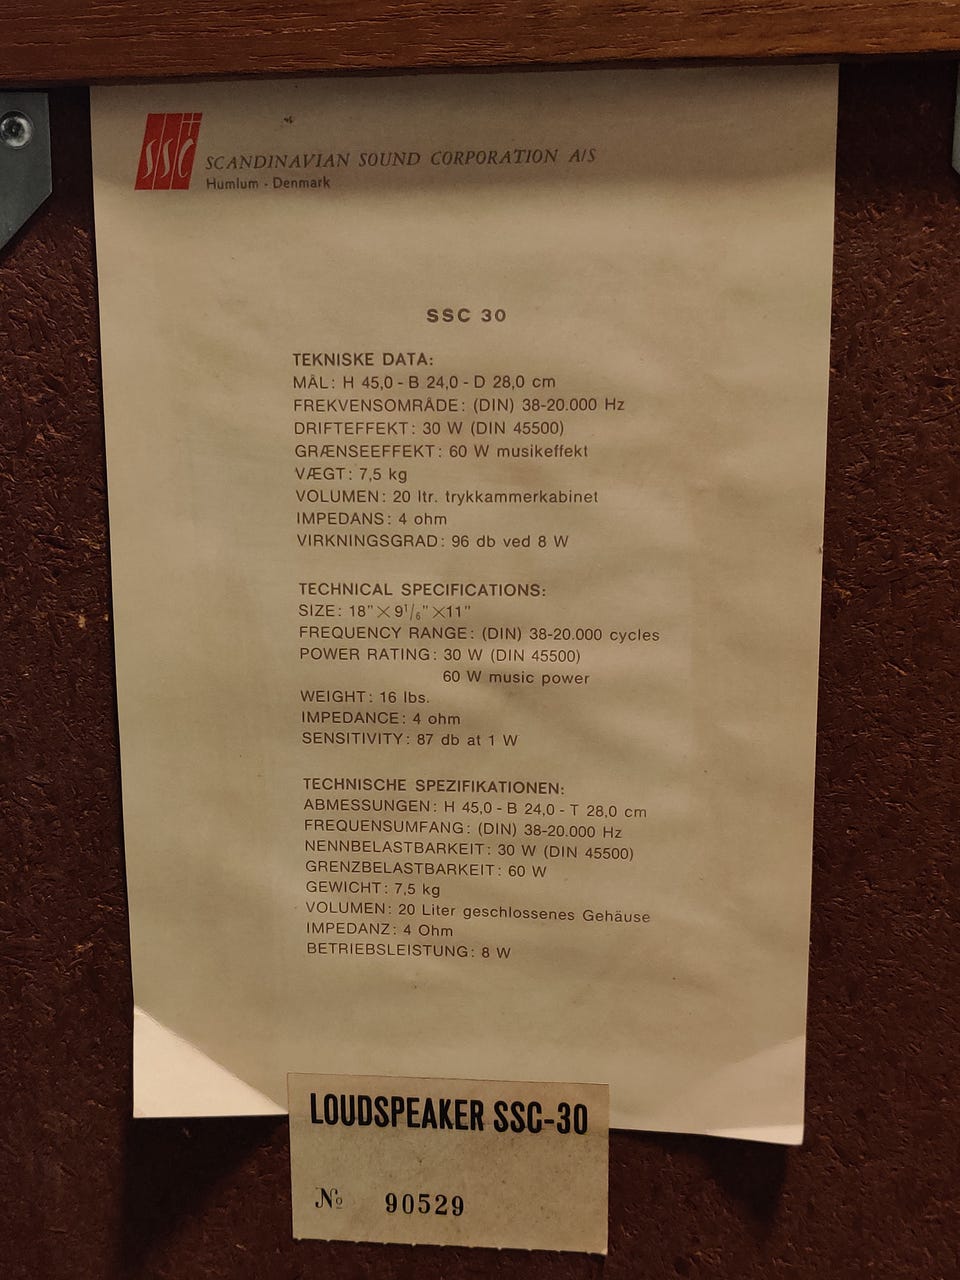 SSC
SCANDINAVIAN SOUND CORPORATION A/S
Humlum - Denmark
SSC 30
TEKNISKE DATA:
MÅL: H 45,0 - B 24,0 - D 28,0 cm
FREKVENSOMRÅDE: (DIN) 38-20.000 Hz
DRIFTEFFEKT: 30 W (DIN 45500)
GRÆNSEEFFEKT: 60 W musikeffekt
VÆGT: 7,5 kg
VOLUMEN: 20 ltr. trykkammerkabinet
IMPEDANS: 4 ohm
VIRKNINGSGRAD: 96 db ved 8 W
TECHNICAL SPECIFICATIONS:
SIZE: 18" × 9 1/6" × 11"
FREQUENCY RANGE: (DIN) 38-20.000 cycles
POWER RATING: 30 W (DIN 45500)
60 W music power
WEIGHT: 16 lbs.
IMPEDANCE: 4 ohm
SENSITIVITY: 87 db at 1 W
TECHNISCHE SPEZIFIKATIONEN:
ABMESSUNGEN: H 45,0 - B 24,0 - T 28,0 cm
FREQUENSUMFANG: (DIN) 38-20.000 Hz
NENNBELASTBARKEIT: 30 W (DIN 45500)
GRENZBELASTBARKEIT: 60 W
GEWICHT: 7,5 kg
VOLUMEN: 20 Liter geschlossenes Gehäuse
IMPEDANZ: 4 Ohm
BETRIEBSLEISTUNG: 8 W
LOUDSPEAKER SSC-30
№ 90529